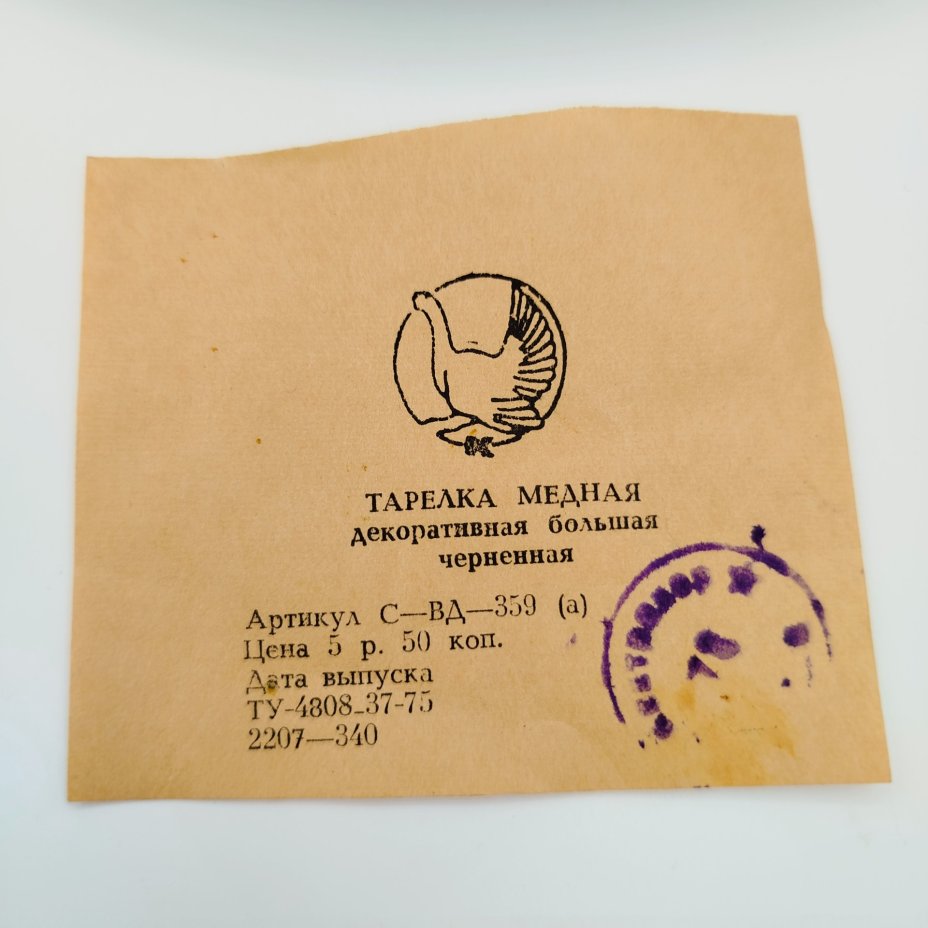 ТАРЕЛКА МЕДНАЯ
декоративная большая
черненная
Артикул С—ВД—359 (а)
Цена 5 р. 50 коп.
Дата выпуска
ТУ-4808-37-75
2207—340